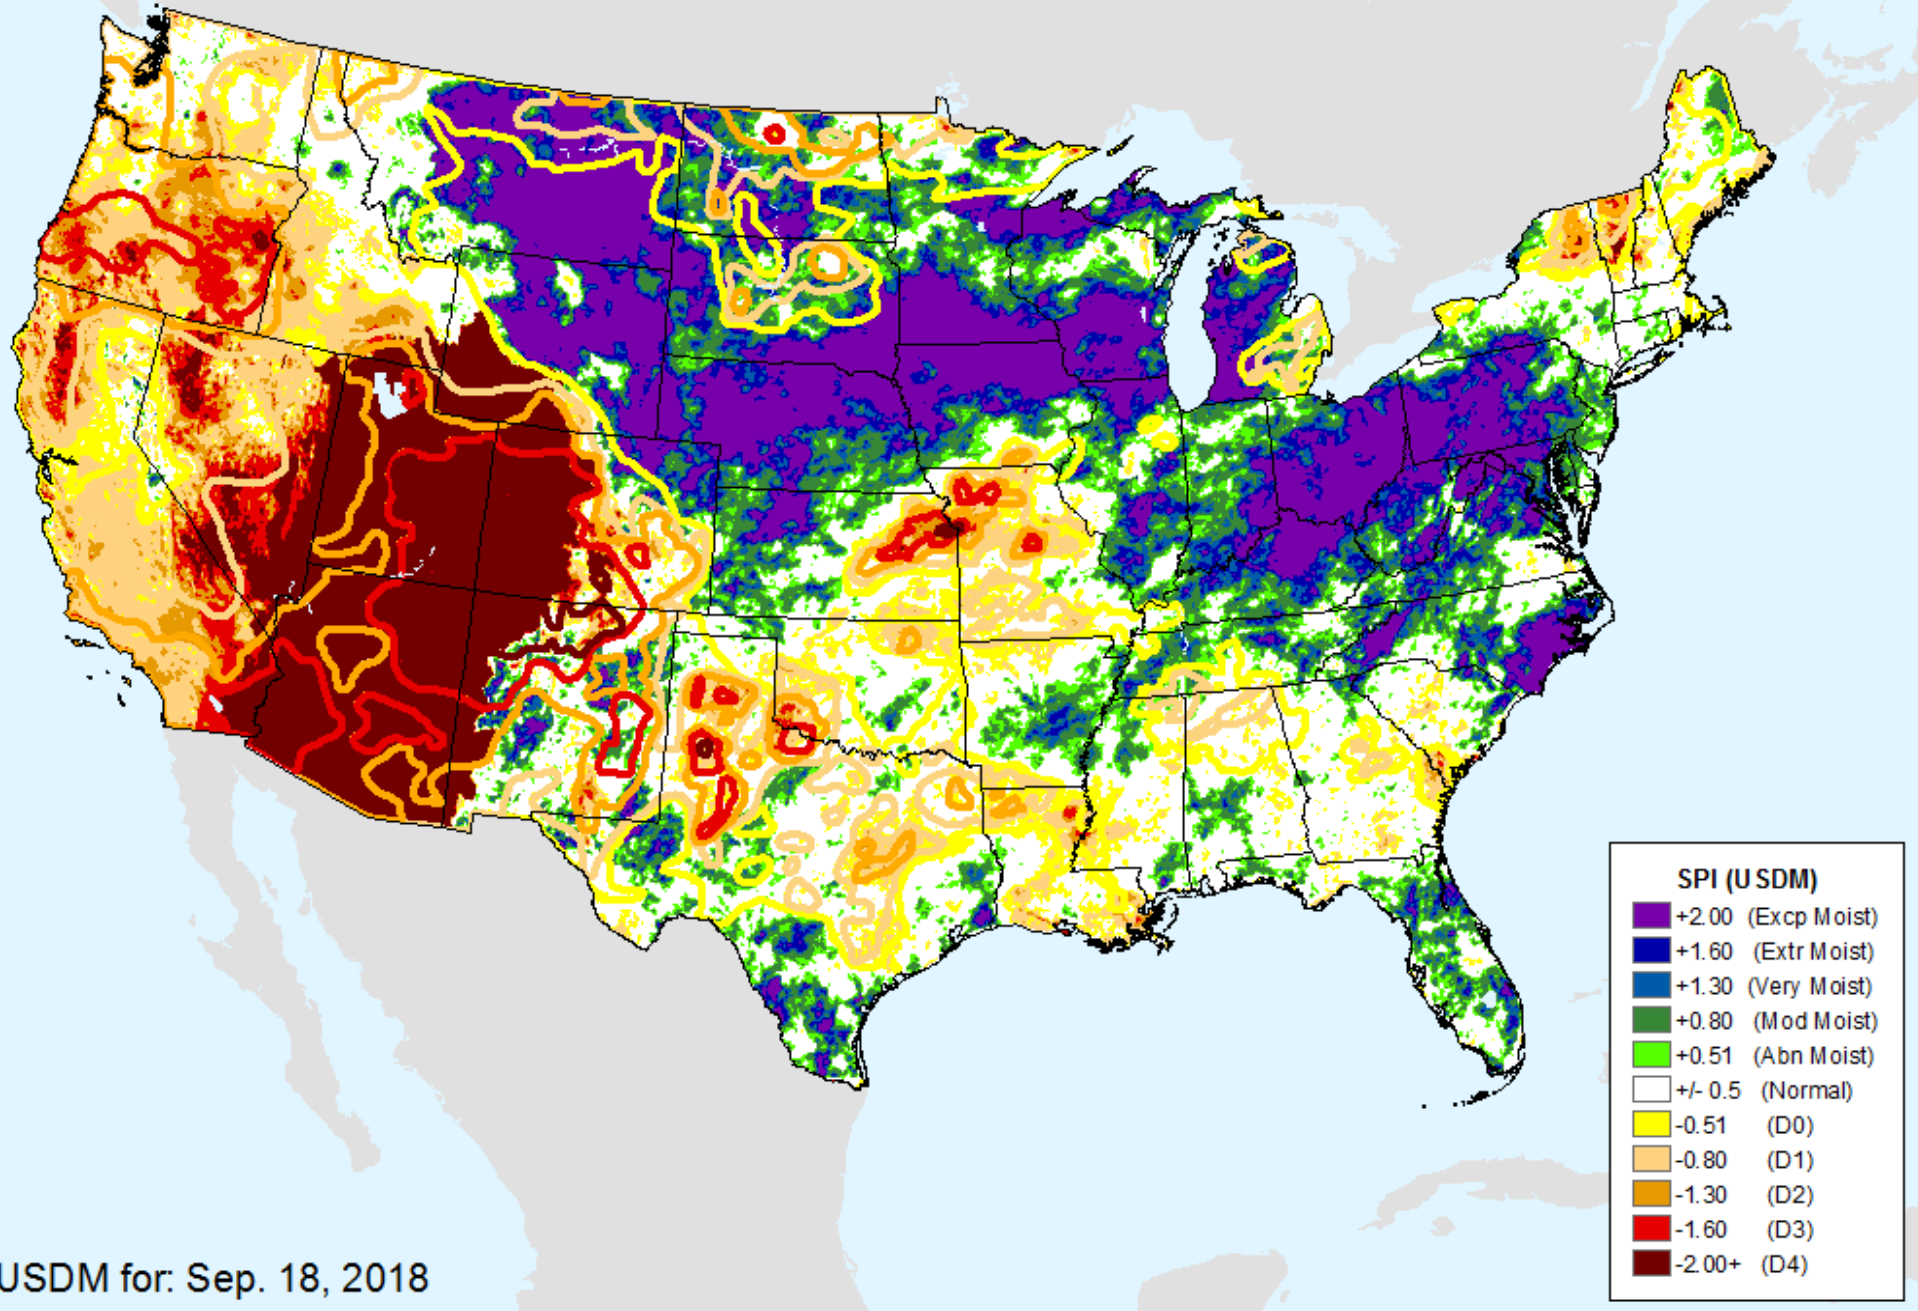 SPI (USDM)
+2.00 (Excp Moist)
+1.60 (Extr Moist)
+1.30 (Very Moist)
+0.80 (Mod Moist)
+0.51 (Abn Moist)
+/- 0.5 (Normal)
-0.51 (D0)
-0.80 (D1)
-1.30 (D2)
-1.60 (D3)
-2.00+ (D4)
USDM for: Sep. 18, 2018